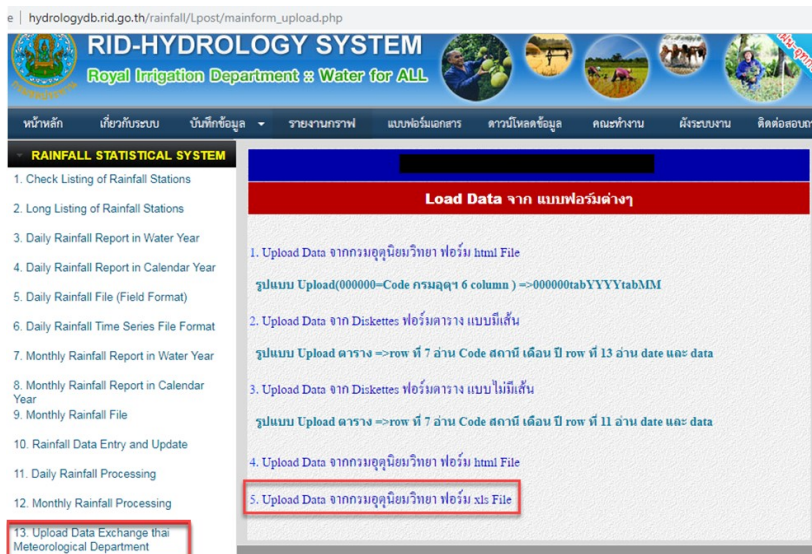 e | hydrologydb.rid.go.th/rainfall/Lpost/mainform_upload.php
RID-HYDROLOGY SYSTEM
Royal Irrigation Department :: Water for ALL
หน้าหลัก เกี่ยวกับระบบ บันทึกข้อมูล รายงานกราฟ แบบฟอร์มเอกสาร ดาวน์โหลดข้อมูล คณะทำงาน ผังระบบงาน ติดต่อสอบถ
RAINFALL STATISTICAL SYSTEM
1. Check Listing of Rainfall Stations
2. Long Listing of Rainfall Stations
3. Daily Rainfall Report in Water Year
4. Daily Rainfall Report in Calendar Year
5. Daily Rainfall File (Field Format)
6. Daily Rainfall Time Series File Format
7. Monthly Rainfall Report in Water Year
8. Monthly Rainfall Report in Calendar
Year
9. Monthly Rainfall File
10. Rainfall Data Entry and Update
11. Daily Rainfall Processing
12. Monthly Rainfall Processing
13. Upload Data Exchange thai
Meteorological Department
Load Data จาก แบบฟอร์มต่างๆ
1. Upload Data จากกรมอุตุนิยมวิทยา ฟอร์ม html File
รูปแบบ Upload(000000=Code กรมอุตุฯ 6 column ) =>000000tabYYYYtabMM
2. Upload Data จาก Diskettes ฟอร์มตาราง แบบมีเส้น
รูปแบบ Upload ตาราง =>row ที่ 7 อ่าน Code สถานี เดือน ปี row ที่ 13 อ่าน date และ data
3. Upload Data จาก Diskettes ฟอร์มตาราง แบบไม่มีเส้น
รูปแบบ Upload ตาราง =>row ที่ 7 อ่าน Code สถานี เดือน ปี row ที่ 11 อ่าน date และ data
4. Upload Data จากกรมอุตุนิยมวิทยา ฟอร์ม html File
5. Upload Data จากกรมอุตุนิยมวิทยา ฟอร์ม xls File